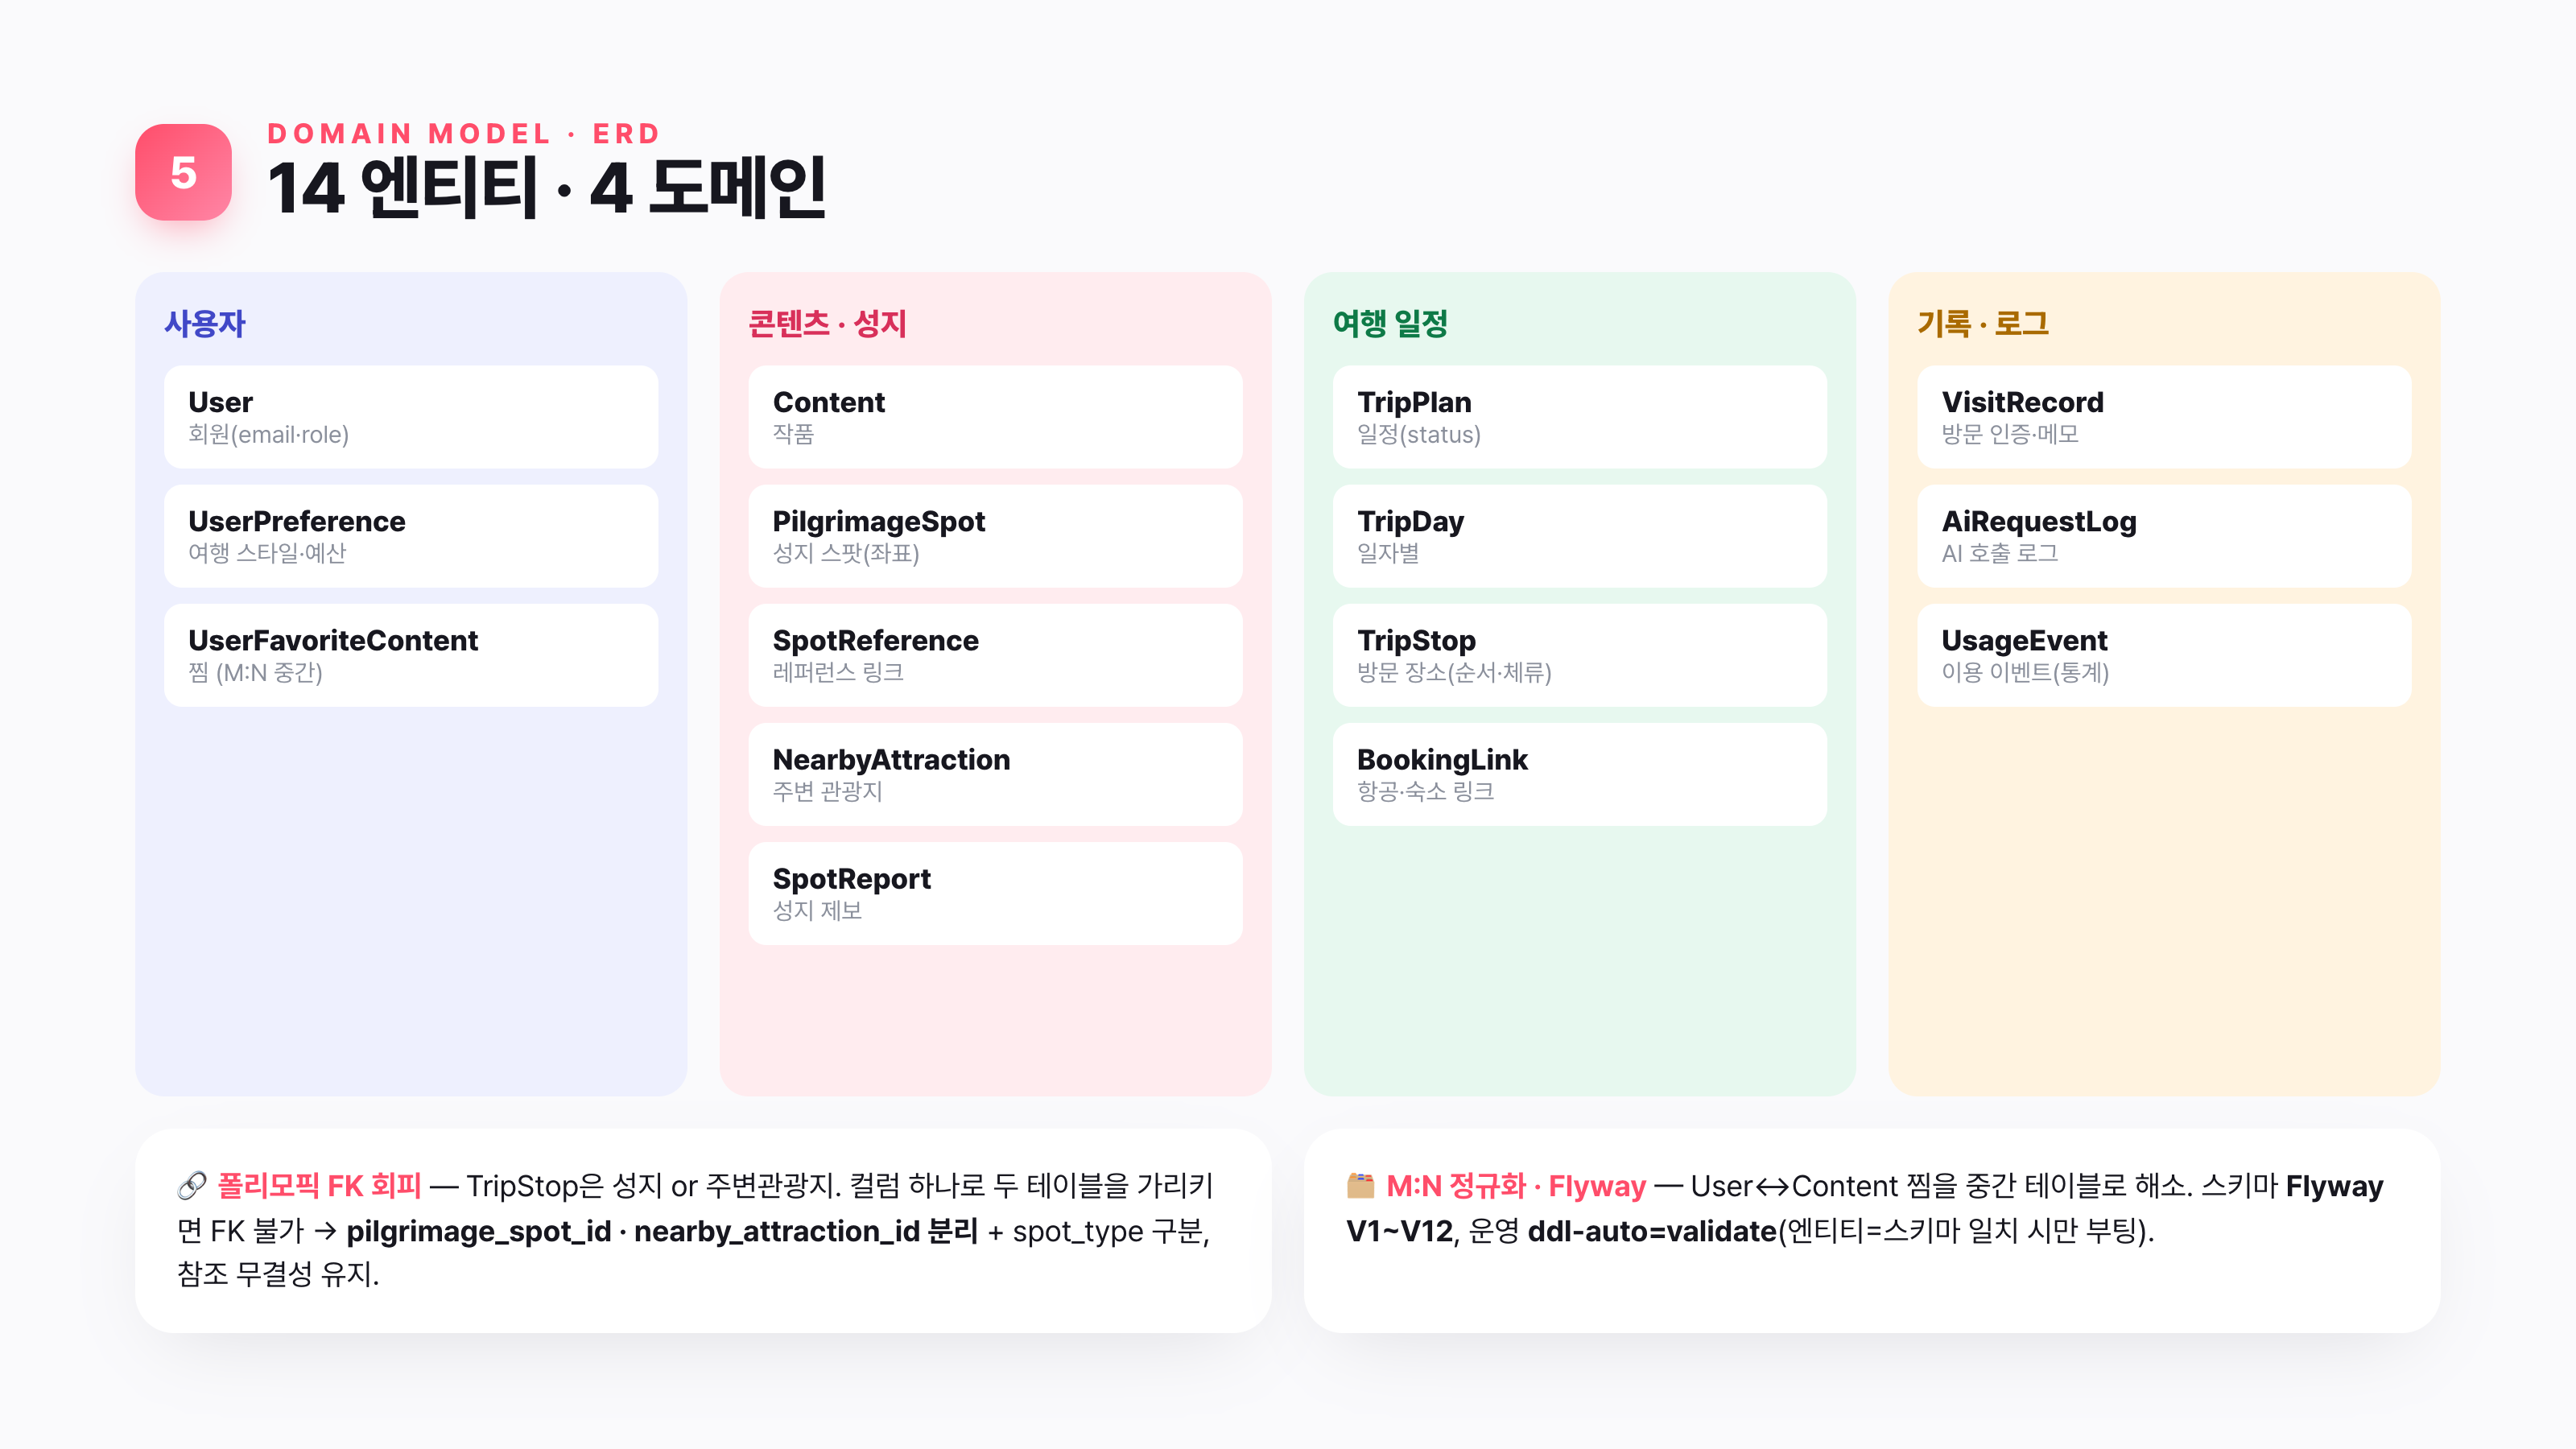 5
DOMAIN MODEL · ERD
14 엔티티 · 4 도메인
사용자
User
회원(email·role)
UserPreference
여행 스타일·예산
UserFavoriteContent
찜 (M:N 중간)
콘텐츠 · 성지
Content
작품
PilgrimageSpot
성지 스팟(좌표)
SpotReference
레퍼런스 링크
NearbyAttraction
주변 관광지
SpotReport
성지 제보
여행 일정
TripPlan
일정(status)
TripDay
일자별
TripStop
방문 장소(순서·체류)
BookingLink
항공·숙소 링크
기록 · 로그
VisitRecord
방문 인증·메모
AiRequestLog
AI 호출 로그
UsageEvent
이용 이벤트(통계)
🔗 폴리모픽 FK 회피 — TripStop은 성지 or 주변관광지. 컬럼 하나로 두 테이블을 가리키
면 FK 불가 → pilgrimage_spot_id · nearby_attraction_id 분리 + spot_type 구분,
참조 무결성 유지.
🗂️ M:N 정규화 · Flyway — User↔Content 찜을 중간 테이블로 해소. 스키마 Flyway
V1~V12, 운영 ddl-auto=validate(엔티티=스키마 일치 시만 부팅).